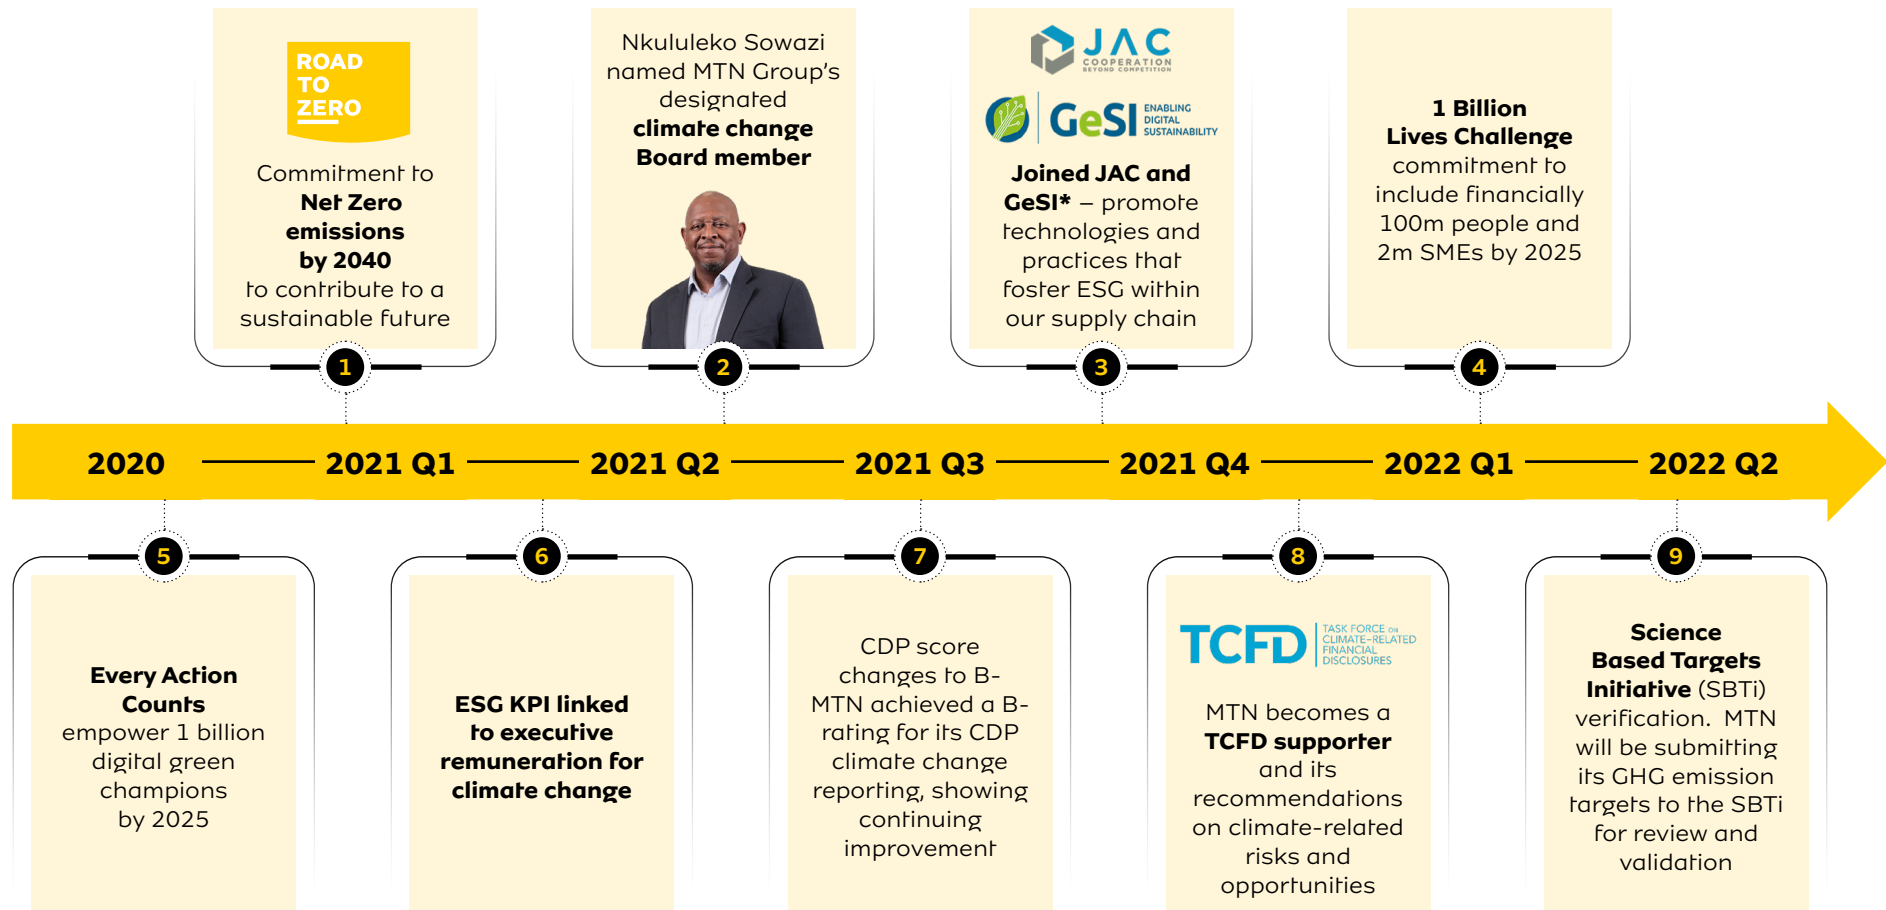 ROAD
TO
ZERO
Commitment to
Net Zero
emissions
by 2040
to contribute to a
sustainable future
1
Nkululeko Sowazi
named MTN Group's
designated
climate change
Board member
2
JAC
COOPERATION
BEYOND COMPETITION
GeSI
ENABLING
DIGITAL
SUSTAINABILITY
Joined JAC and
GeSI* – promote
technologies and
practices that
foster ESG within
our supply chain
3
1 Billion
Lives Challenge
commitment to
include financially
100m people and
2m SMEs by 2025
4
2020 2021 Q1 2021 Q2 2021 Q3 2021 Q4 2022 Q1 2022 Q2
5
Every Action
Counts
empower 1 billion
digital green
champions
by 2025
6
ESG KPI linked
to executive
remuneration for
climate change
7
CDP score
changes to B-
MTN achieved a B-
rating for its CDP
climate change
reporting, showing
continuing
improvement
8
TCFD
TASK FORCE ON
CLIMATE-RELATED
FINANCIAL
DISCLOSURES
MTN becomes a
TCFD supporter
and its
recommendations
on climate-related
risks and
opportunities
9
Science
Based Targets
Initiative (SBTi)
verification. MTN
will be submitting
its GHG emission
targets to the SBTi
for review and
validation